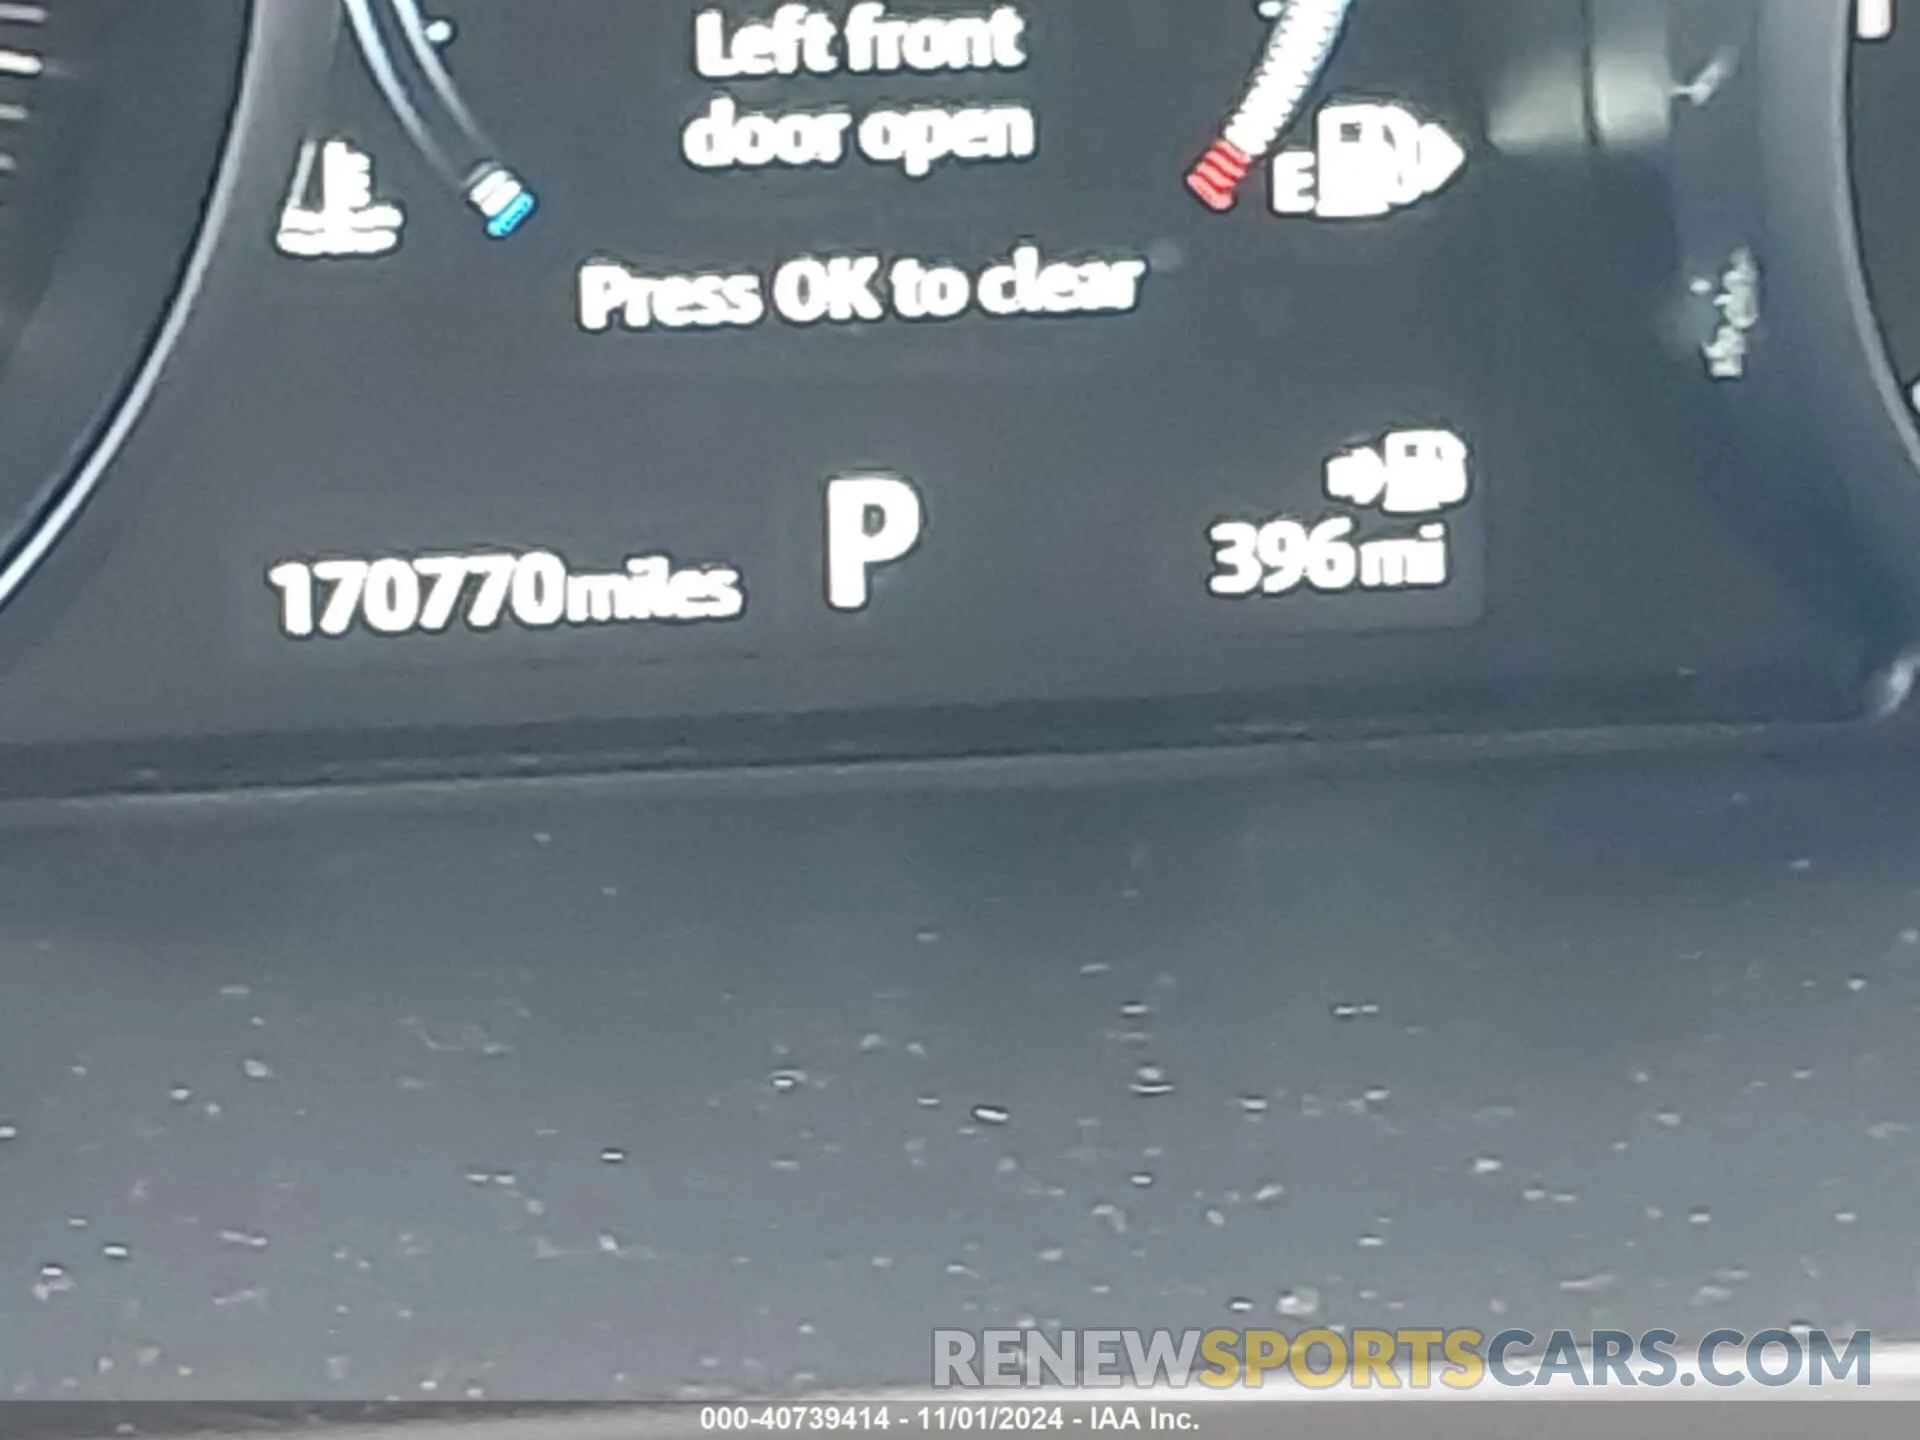 Left front
door open
E
Press OK to clear
P
170770miles
396mi
RENEWSPORTSCARS.COM
000-40739414 - 11/01/2024 - IAA Inc.